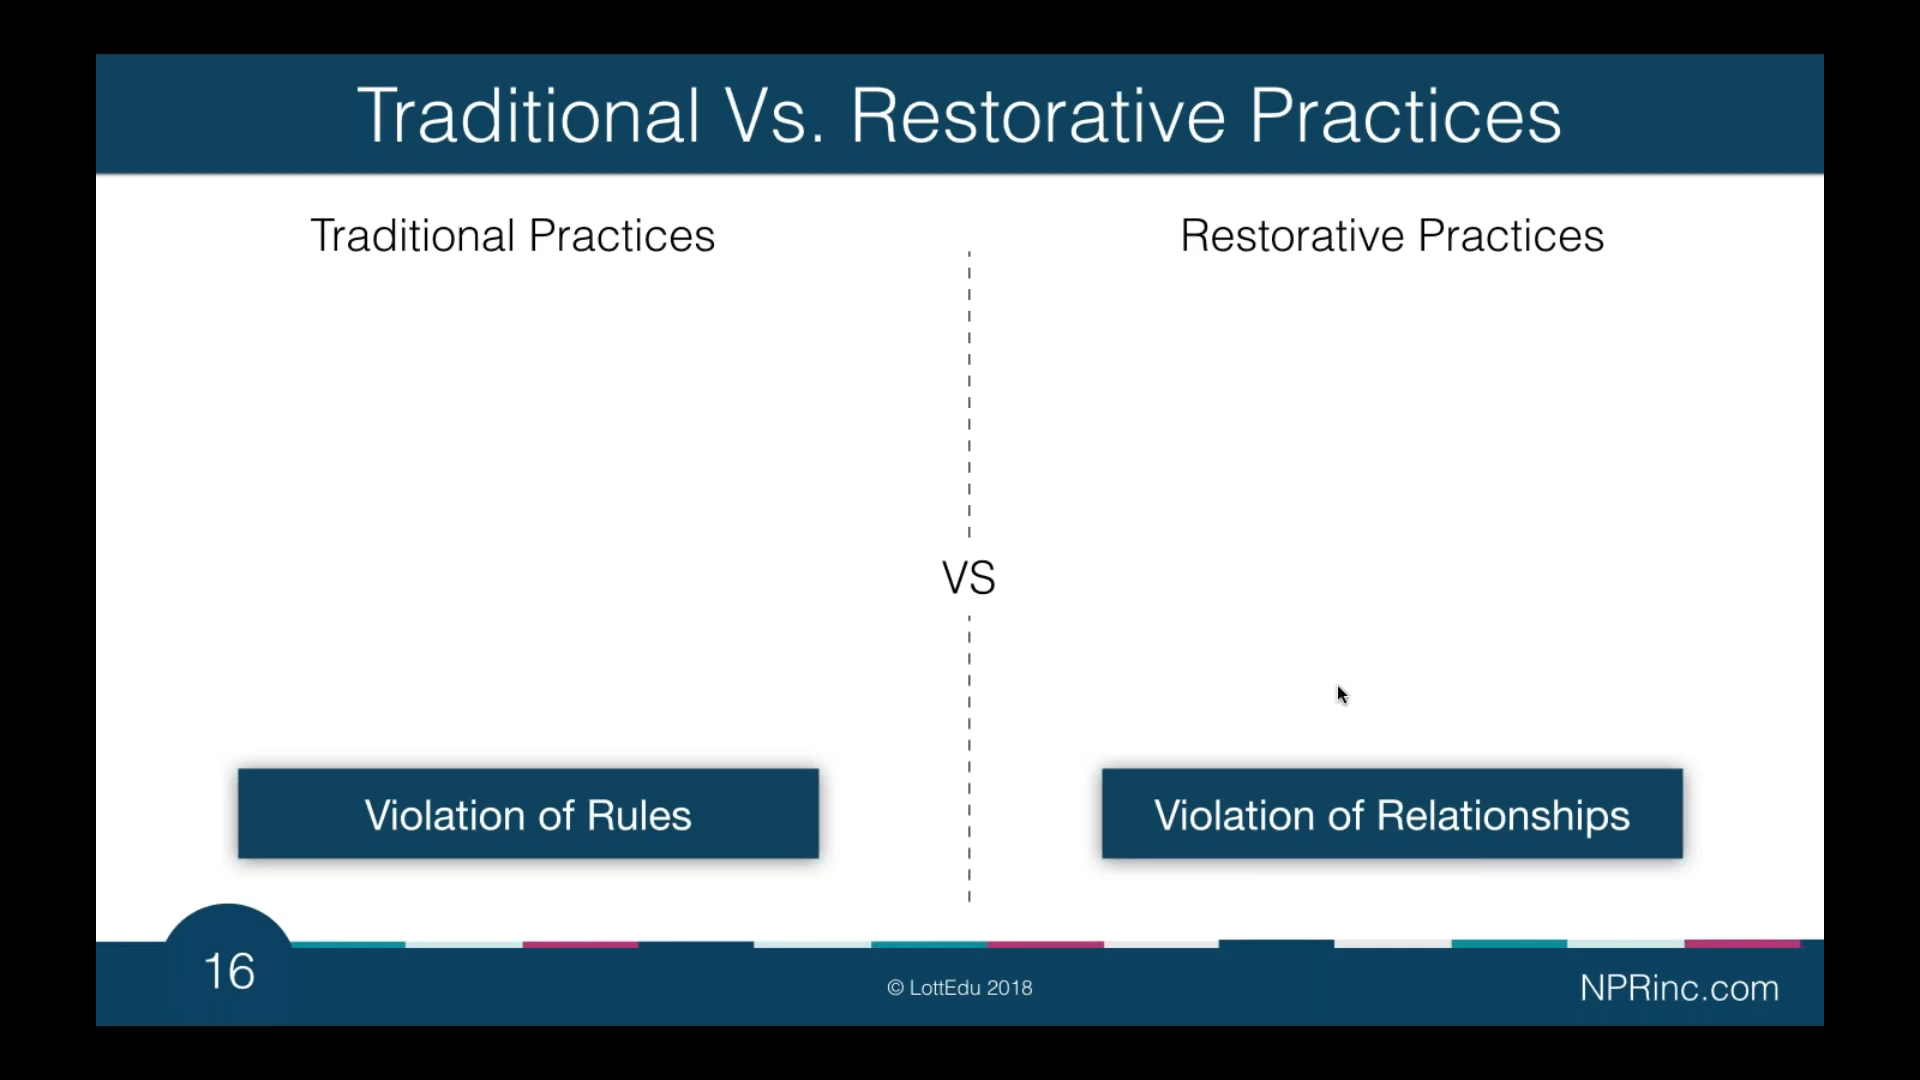 Traditional Vs. Restorative Practices
Traditional Practices
Restorative Practices
VS
Violation of Rules
Violation of Relationships
16
© LottEdu 2018
NPRinc.com